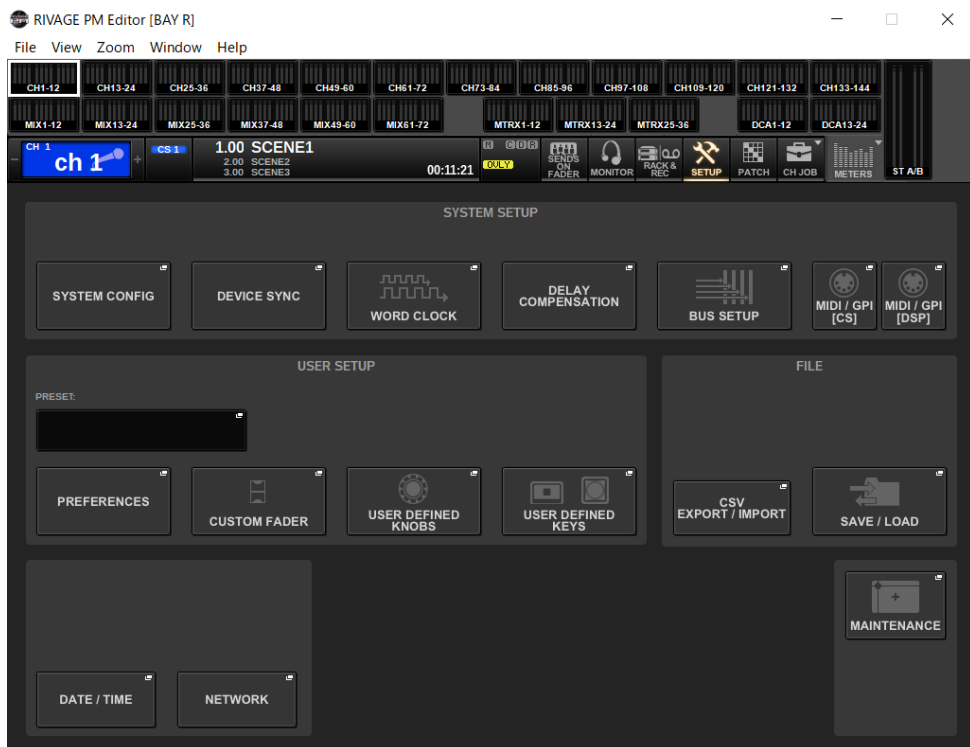 RIVAGE PM Editor [BAY R]
File View Zoom Window Help
CH1-12 CH13-24 CH25-36 CH37-48 CH49-60 CH61-72 CH73-84 CH85-96 CH97-108 CH109-120 CH121-132 CH133-144
MIX1-12 MIX13-24 MIX25-36 MIX37-48 MIX49-60 MIX61-72 MTRX1-12 MTRX13-24 MTRX25-36 DCA1-12 DCA13-24
CH 1
ch 1
CS 1
1.00 SCENE1
2.00 SCENE2
3.00 SCENE3
00:11:21
OVLY
SENDS
ON
FADER
MONITOR
RACK &
REC
SETUP
PATCH
CH JOB
METERS
ST A/B
SYSTEM SETUP
SYSTEM CONFIG
DEVICE SYNC
WORD CLOCK
DELAY
COMPENSATION
BUS SETUP
MIDI / GPI
[CS]
MIDI / GPI
[DSP]
USER SETUP
PRESET:
PREFERENCES
CUSTOM FADER
USER DEFINED
KNOBS
USER DEFINED
KEYS
FILE
CSV
EXPORT / IMPORT
SAVE / LOAD
DATE / TIME
NETWORK
MAINTENANCE